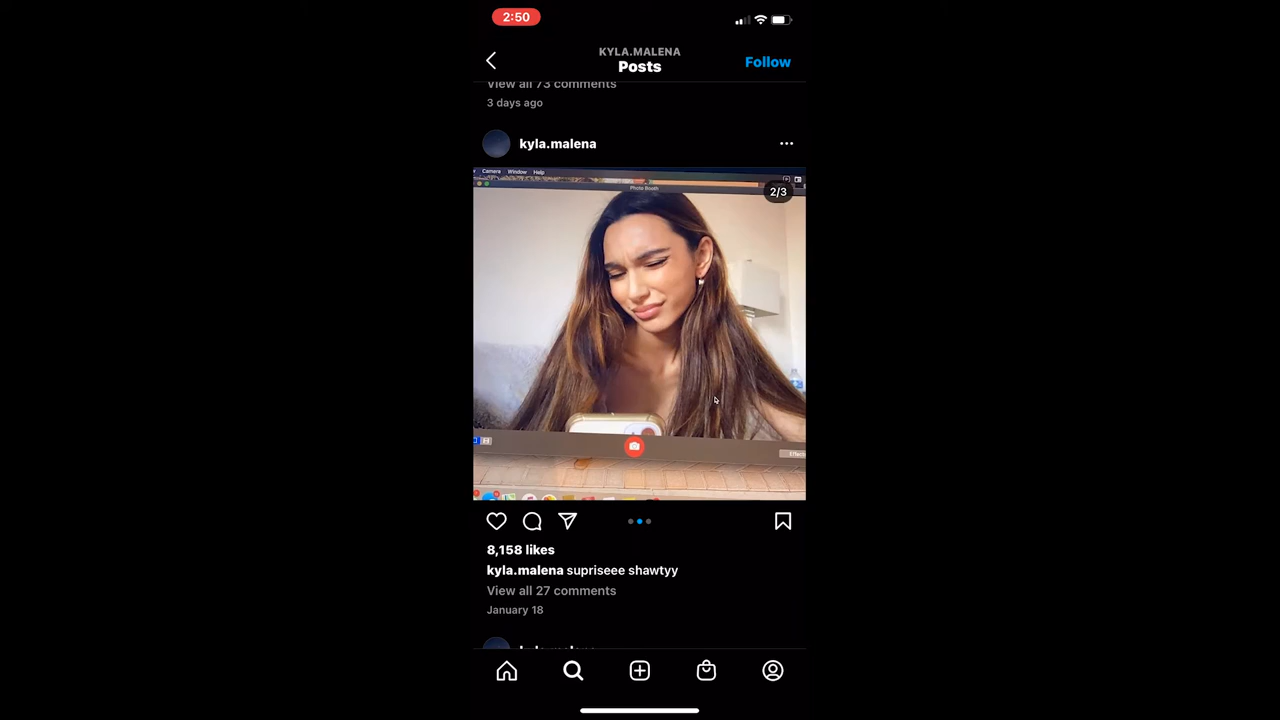 2:50
KYLA.MALENA
Posts
Follow
View all 73 comments
3 days ago
kyla.malena
Camera Window Help
Photo Booth
2/3
8,158 likes
kyla.malena supriseee shawtyy
View all 27 comments
January 18